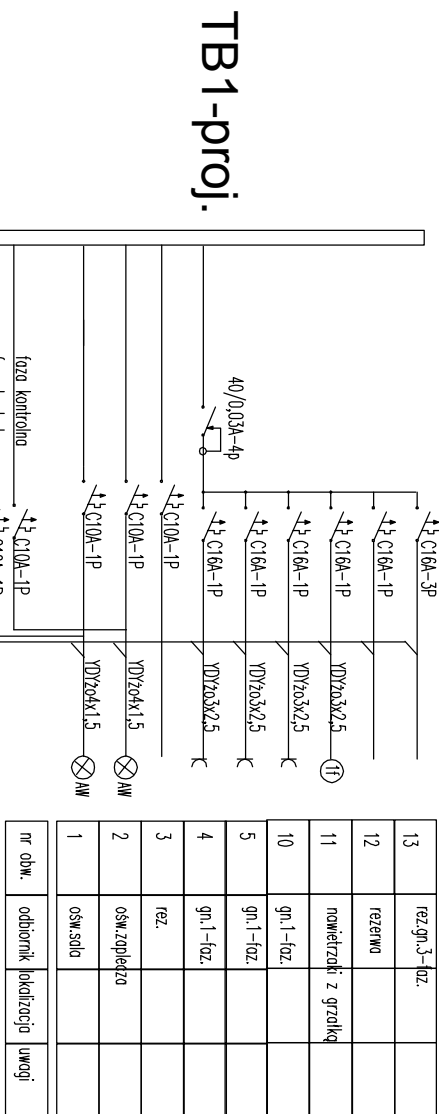 TB1-proj.
40/0,03A-4p
C16A-3P
C16A-1P
C16A-1P
C16A-1P
C16A-1P
C16A-1P
C10A-1P
C10A-1P
C10A-1P
faza kontrolna
C10A-1P
YDYżo3x2,5
YDYżo3x2,5
YDYżo3x2,5
YDYżo3x2,5
YDYżo4x1,5
YDYżo4x1,5
1f
AW
AW
13 rez.gn.3-faz.
12 rezerwa
11 nawietrzaki z grzałką
10 gn.1-faz.
5 gn.1-faz.
4 gn.1-faz.
3 rez.
2 ośw.zaplecza
1 ośw.sala
nr obw. odbiornik lokalizacja uwagi